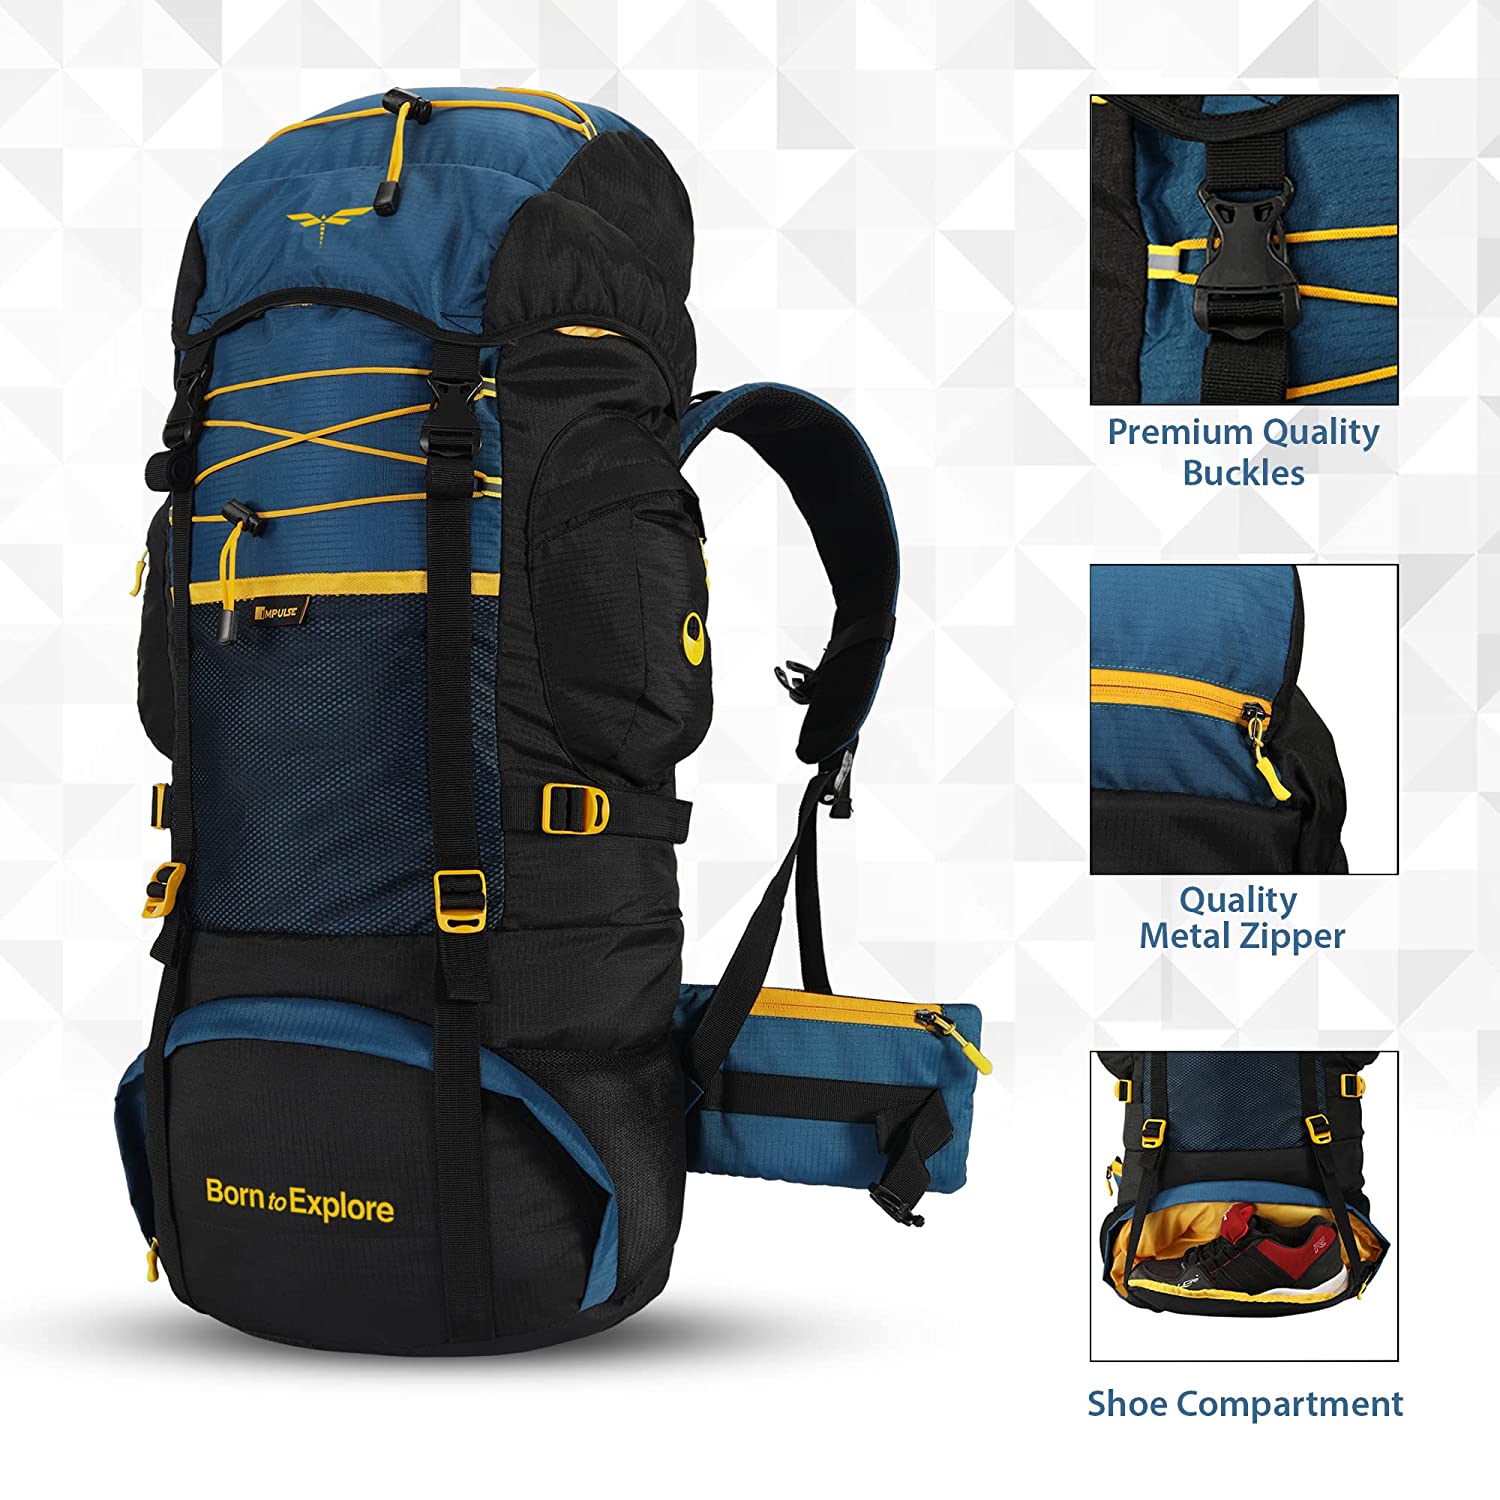 IMPULSE
Born to Explore
Premium Quality
Buckles
Quality
Metal Zipper
Shoe Compartment